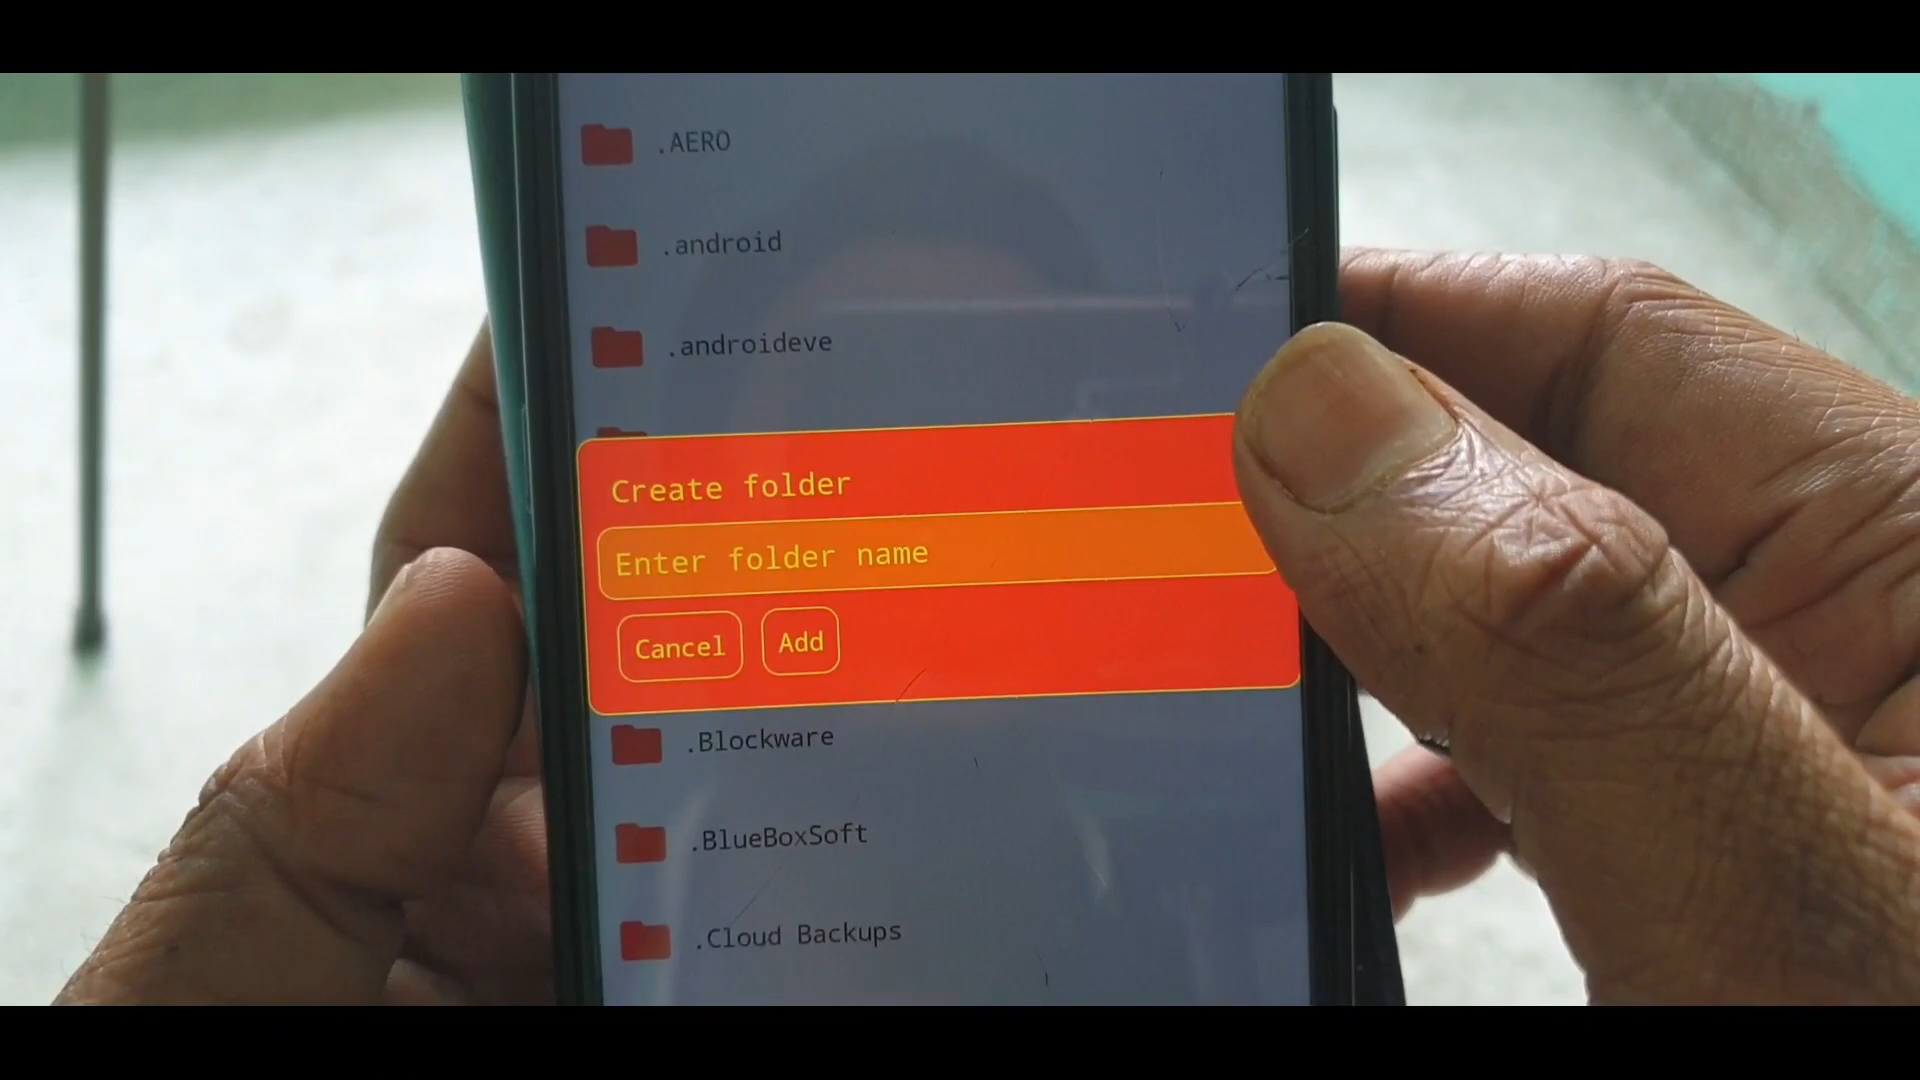 .AERO
.android
.androideve
Create folder
Enter folder name
Cancel Add
.Blockware
.BlueBoxSoft
.Cloud Backups